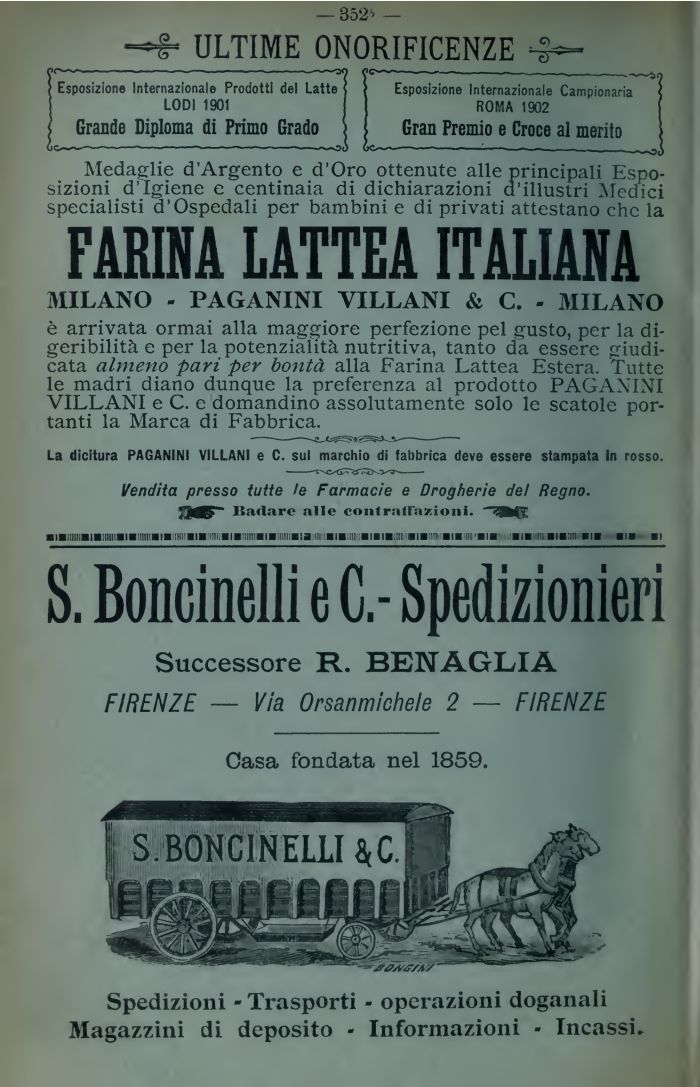 — 352⁵ —
ULTIME ONORIFICENZE
Esposizione Internazionale Prodotti del Latte
LODI 1901
Grande Diploma di Primo Grado
Esposizione Internazionale Campionaria
ROMA 1902
Gran Premio e Croce al merito
Medaglie d'Argento e d'Oro ottenute alle principali Espo-
sizioni d'Igiene e centinaia di dichiarazioni d'illustri Medici
specialisti d'Ospedali per bambini e di privati attestano che la
FARINA LATTEA ITALIANA
MILANO - PAGANINI VILLANI & C. - MILANO
è arrivata ormai alla maggiore perfezione pel gusto, per la di-
geribilità e per la potenzialità nutritiva, tanto da essere giudi-
cata almeno pari per bontà alla Farina Lattea Estera. Tutte
le madri diano dunque la preferenza al prodotto PAGANINI
VILLANI e C. e domandino assolutamente solo le scatole por-
tanti la Marca di Fabbrica.
La dicitura PAGANINI VILLANI e C. sul marchio di fabbrica deve essere stampata in rosso.
Vendita presso tutte le Farmacie e Drogherie del Regno.
Badare alle contraffazioni.
S. Boncinelli e C.- Spedizionieri
Successore R. BENAGLIA
FIRENZE — Via Orsanmichele 2 — FIRENZE
Casa fondata nel 1859.
S. BONCINELLI & C.
BONGINI
Spedizioni - Trasporti - operazioni doganali
Magazzini di deposito - Informazioni - Incassi.